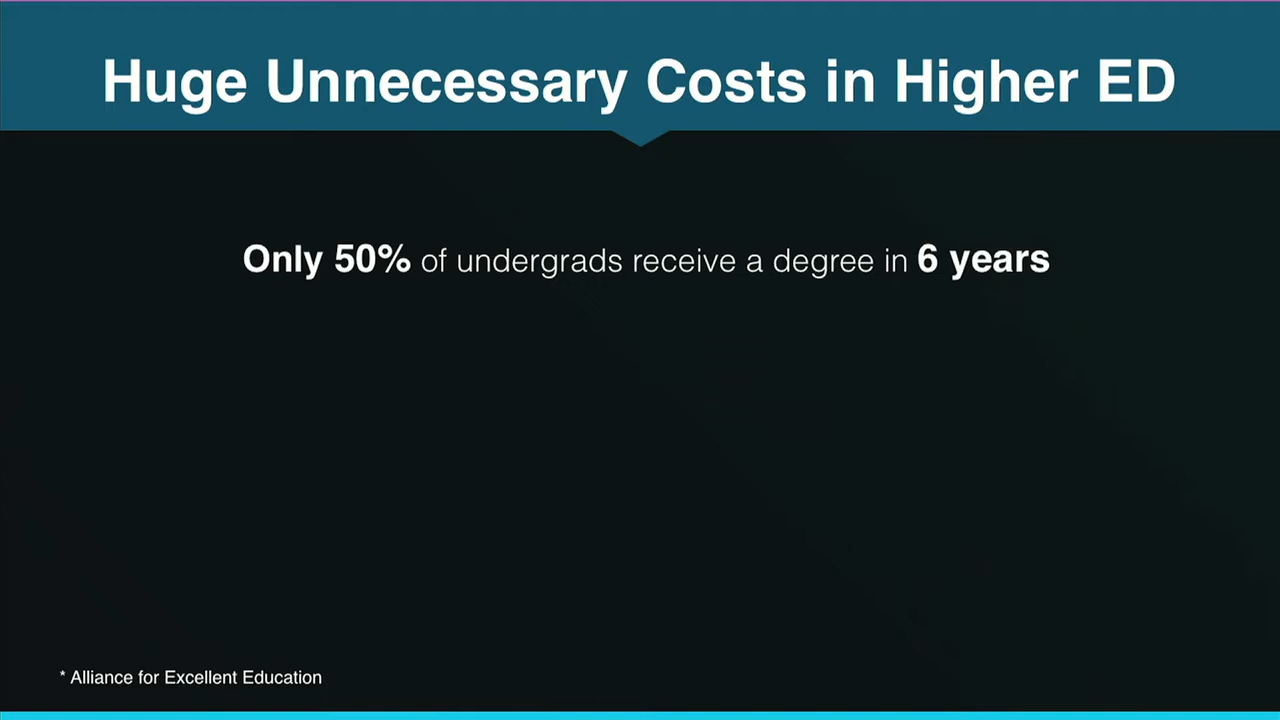 Huge Unnecessary Costs in Higher ED
Only 50% of undergrads receive a degree in 6 years
* Alliance for Excellent Education